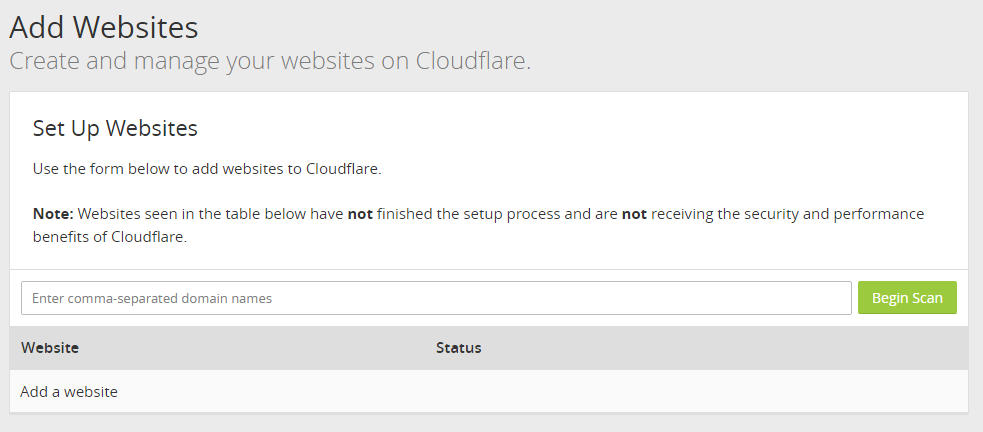 Add Websites
Create and manage your websites on Cloudflare.
Set Up Websites
Use the form below to add websites to Cloudflare.
Note: Websites seen in the table below have not finished the setup process and are not receiving the security and performance
benefits of Cloudflare.
Enter comma-separated domain names
Begin Scan
Website Status
Add a website